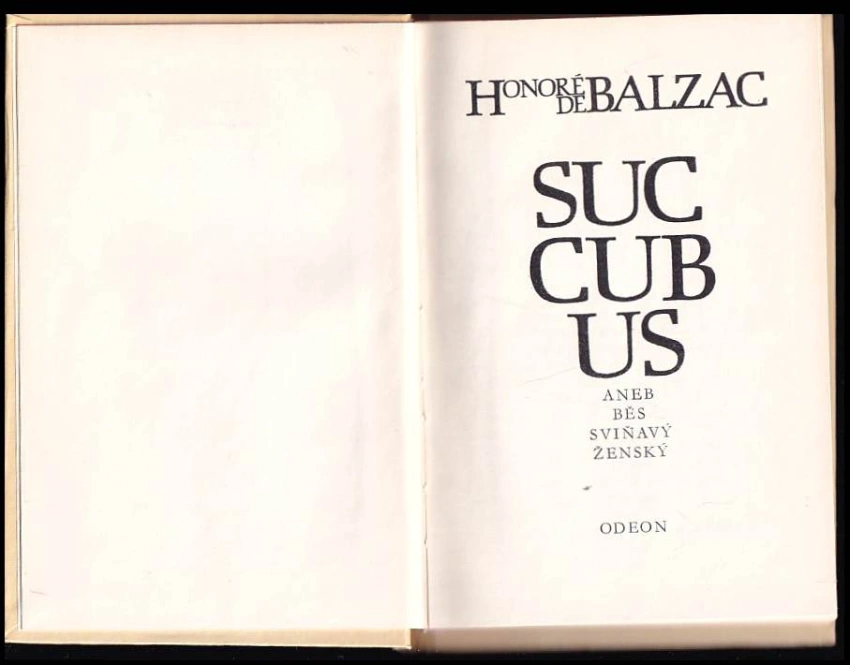 HONORÉ DE BALZAC
SUC
CUB
US
ANEB
BĚS
SVIŇAVÝ
ŽENSKÝ
ODEON